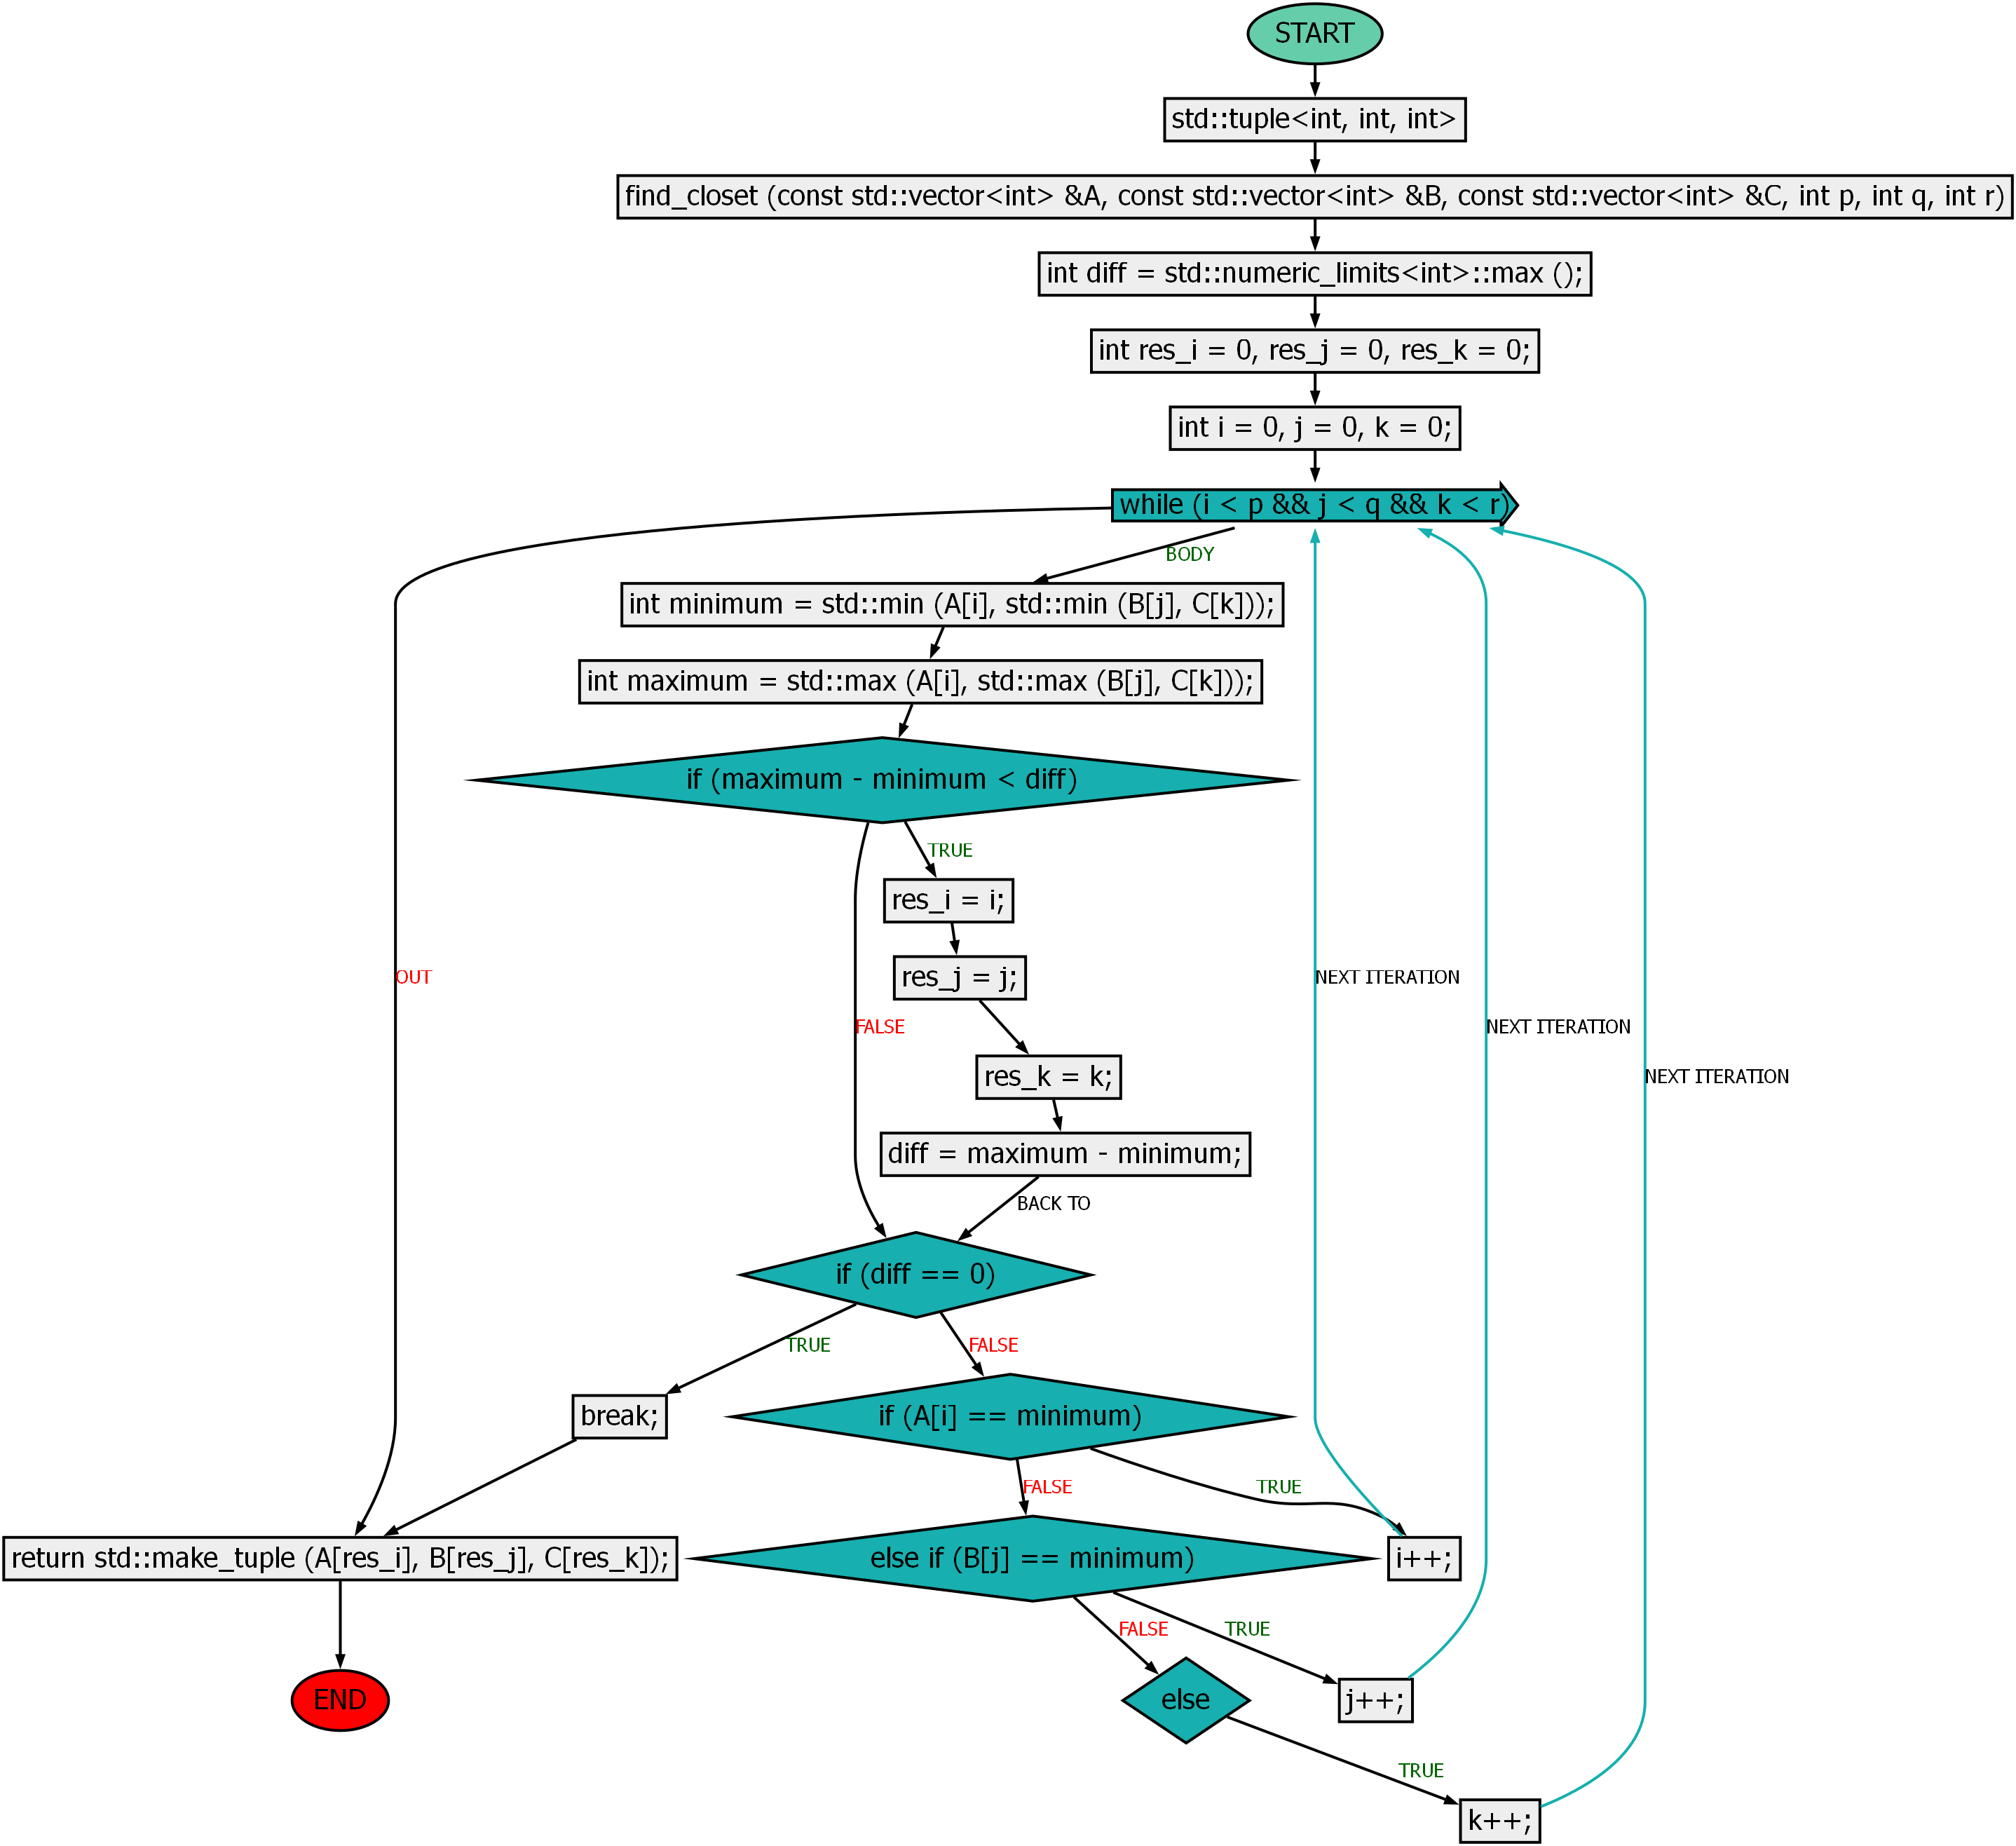 START
std::tuple<int, int, int>
find_closet (const std::vector<int> &A, const std::vector<int> &B, const std::vector<int> &C, int p, int q, int r)
int diff = std::numeric_limits<int>::max ();
int res_i = 0, res_j = 0, res_k = 0;
int i = 0, j = 0, k = 0;
while (i < p && j < q && k < r)
BODY
int minimum = std::min (A[i], std::min (B[j], C[k]));
int maximum = std::max (A[i], std::max (B[j], C[k]));
if (maximum - minimum < diff)
TRUE
res_i = i;
res_j = j;
OUT
NEXT ITERATION
FALSE
NEXT ITERATION
res_k = k;
NEXT ITERATION
diff = maximum - minimum;
BACK TO
if (diff == 0)
TRUE
FALSE
break;
if (A[i] == minimum)
FALSE
TRUE
return std::make_tuple (A[res_i], B[res_j], C[res_k]);
else if (B[j] == minimum)
i++;
FALSE
TRUE
END
else
j++;
TRUE
k++;